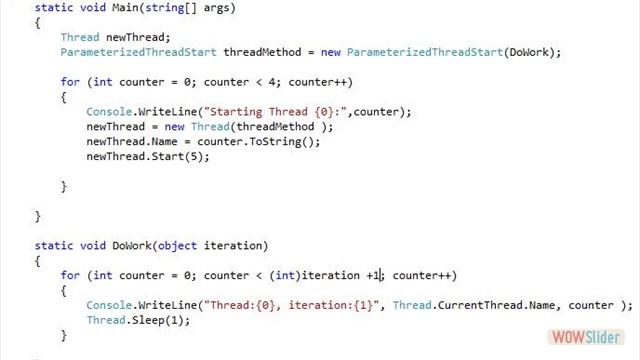 static void Main(string[] args)
{
Thread newThread;
ParameterizedThreadStart threadMethod = new ParameterizedThreadStart(DoWork);
for (int counter = 0; counter < 4; counter++)
{
Console.WriteLine("Starting Thread {0}:",counter);
newThread = new Thread(threadMethod );
newThread.Name = counter.ToString();
newThread.Start(5);
}
}
static void DoWork(object iteration)
{
for (int counter = 0; counter < (int)iteration +1; counter++)
{
Console.WriteLine("Thread:{0}, iteration:{1}", Thread.CurrentThread.Name, counter );
Thread.Sleep(1);
}
WOWSlider